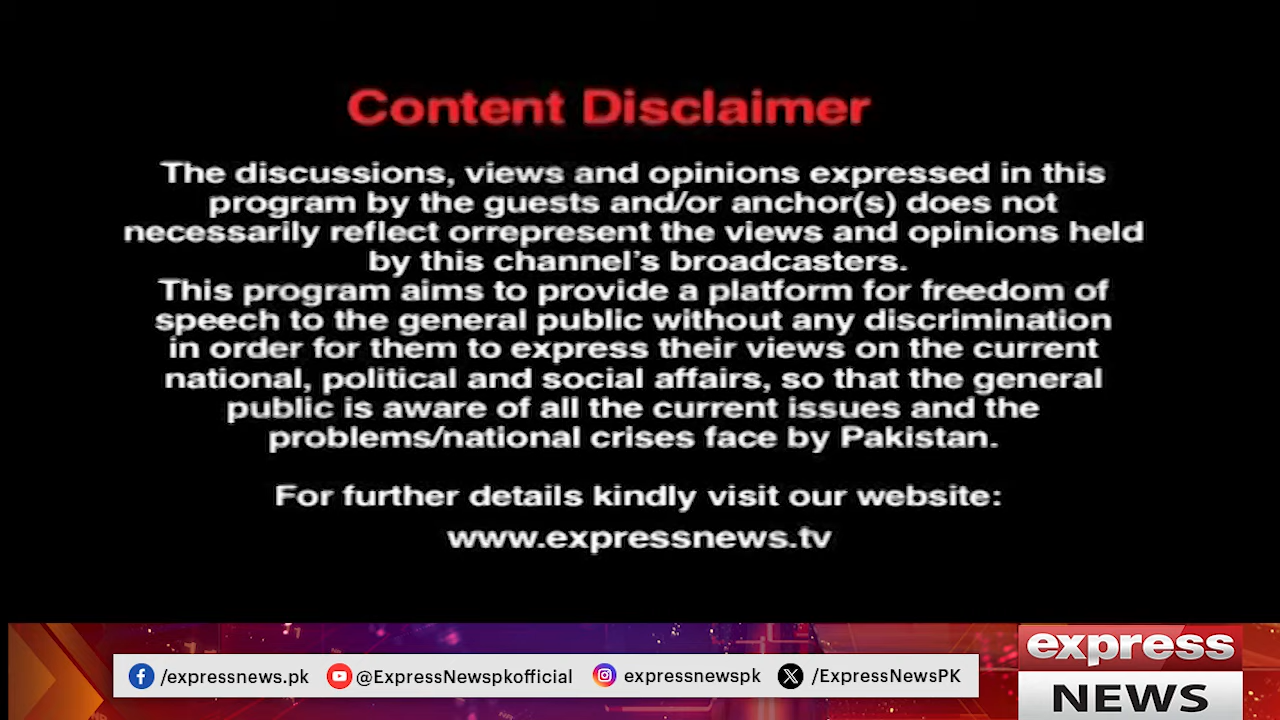 Content Disclaimer
The discussions, views and opinions expressed in this
program by the guests and/or anchor(s) does not
necessarily reflect orrepresent the views and opinions held
by this channel's broadcasters.
This program aims to provide a platform for freedom of
speech to the general public without any discrimination
in order for them to express their views on the current
national, political and social affairs, so that the general
public is aware of all the current issues and the
problems/national crises face by Pakistan.
For further details kindly visit our website:
www.expressnews.tv
/expressnews.pk @ExpressNewspkofficial expressnewspk /ExpressNewsPK
express
NEWS